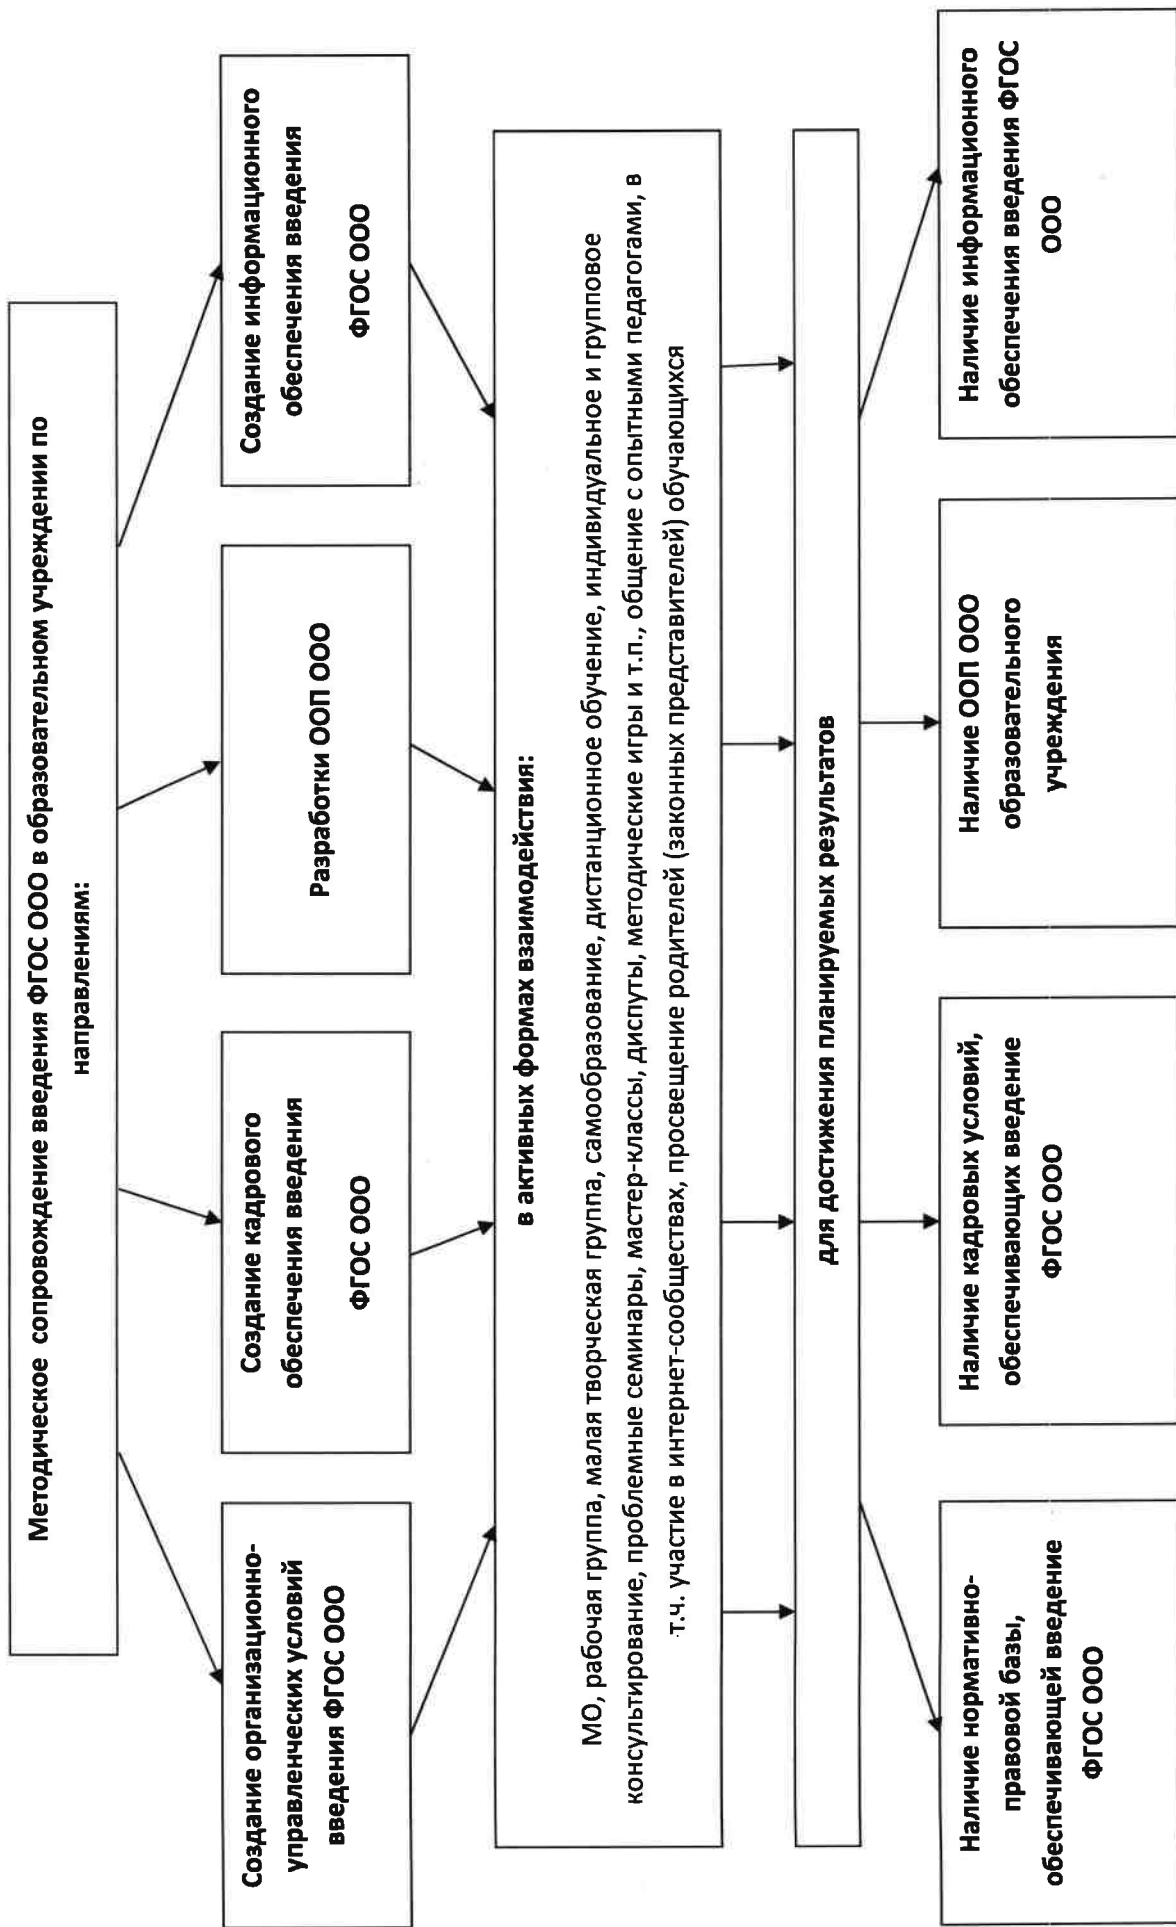 Методическое сопровождение введения ФГОС ООО в образовательном учреждении по
направлениям:
Создание организационно-
управленческих условий
введения ФГОС ООО
Создание кадрового
обеспечения введения
ФГОС ООО
Разработки ООП ООО
Создание информационного
обеспечения введения
ФГОС ООО
в активных формах взаимодействия:
МО, рабочая группа, малая творческая группа, самообразование, дистанционное обучение, индивидуальное и групповое
консультирование, проблемные семинары, мастер-классы, диспуты, методические игры и т.п., общение с опытными педагогами, в
т.ч. участие в интернет-сообществах, просвещение родителей (законных представителей) обучающихся
для достижения планируемых результатов
Наличие нормативно-
правовой базы,
обеспечивающей введение
ФГОС ООО
Наличие кадровых условий,
обеспечивающих введение
ФГОС ООО
Наличие ООП ООО
образовательного
учреждения
Наличие информационного
обеспечения введения ФГОС
ООО